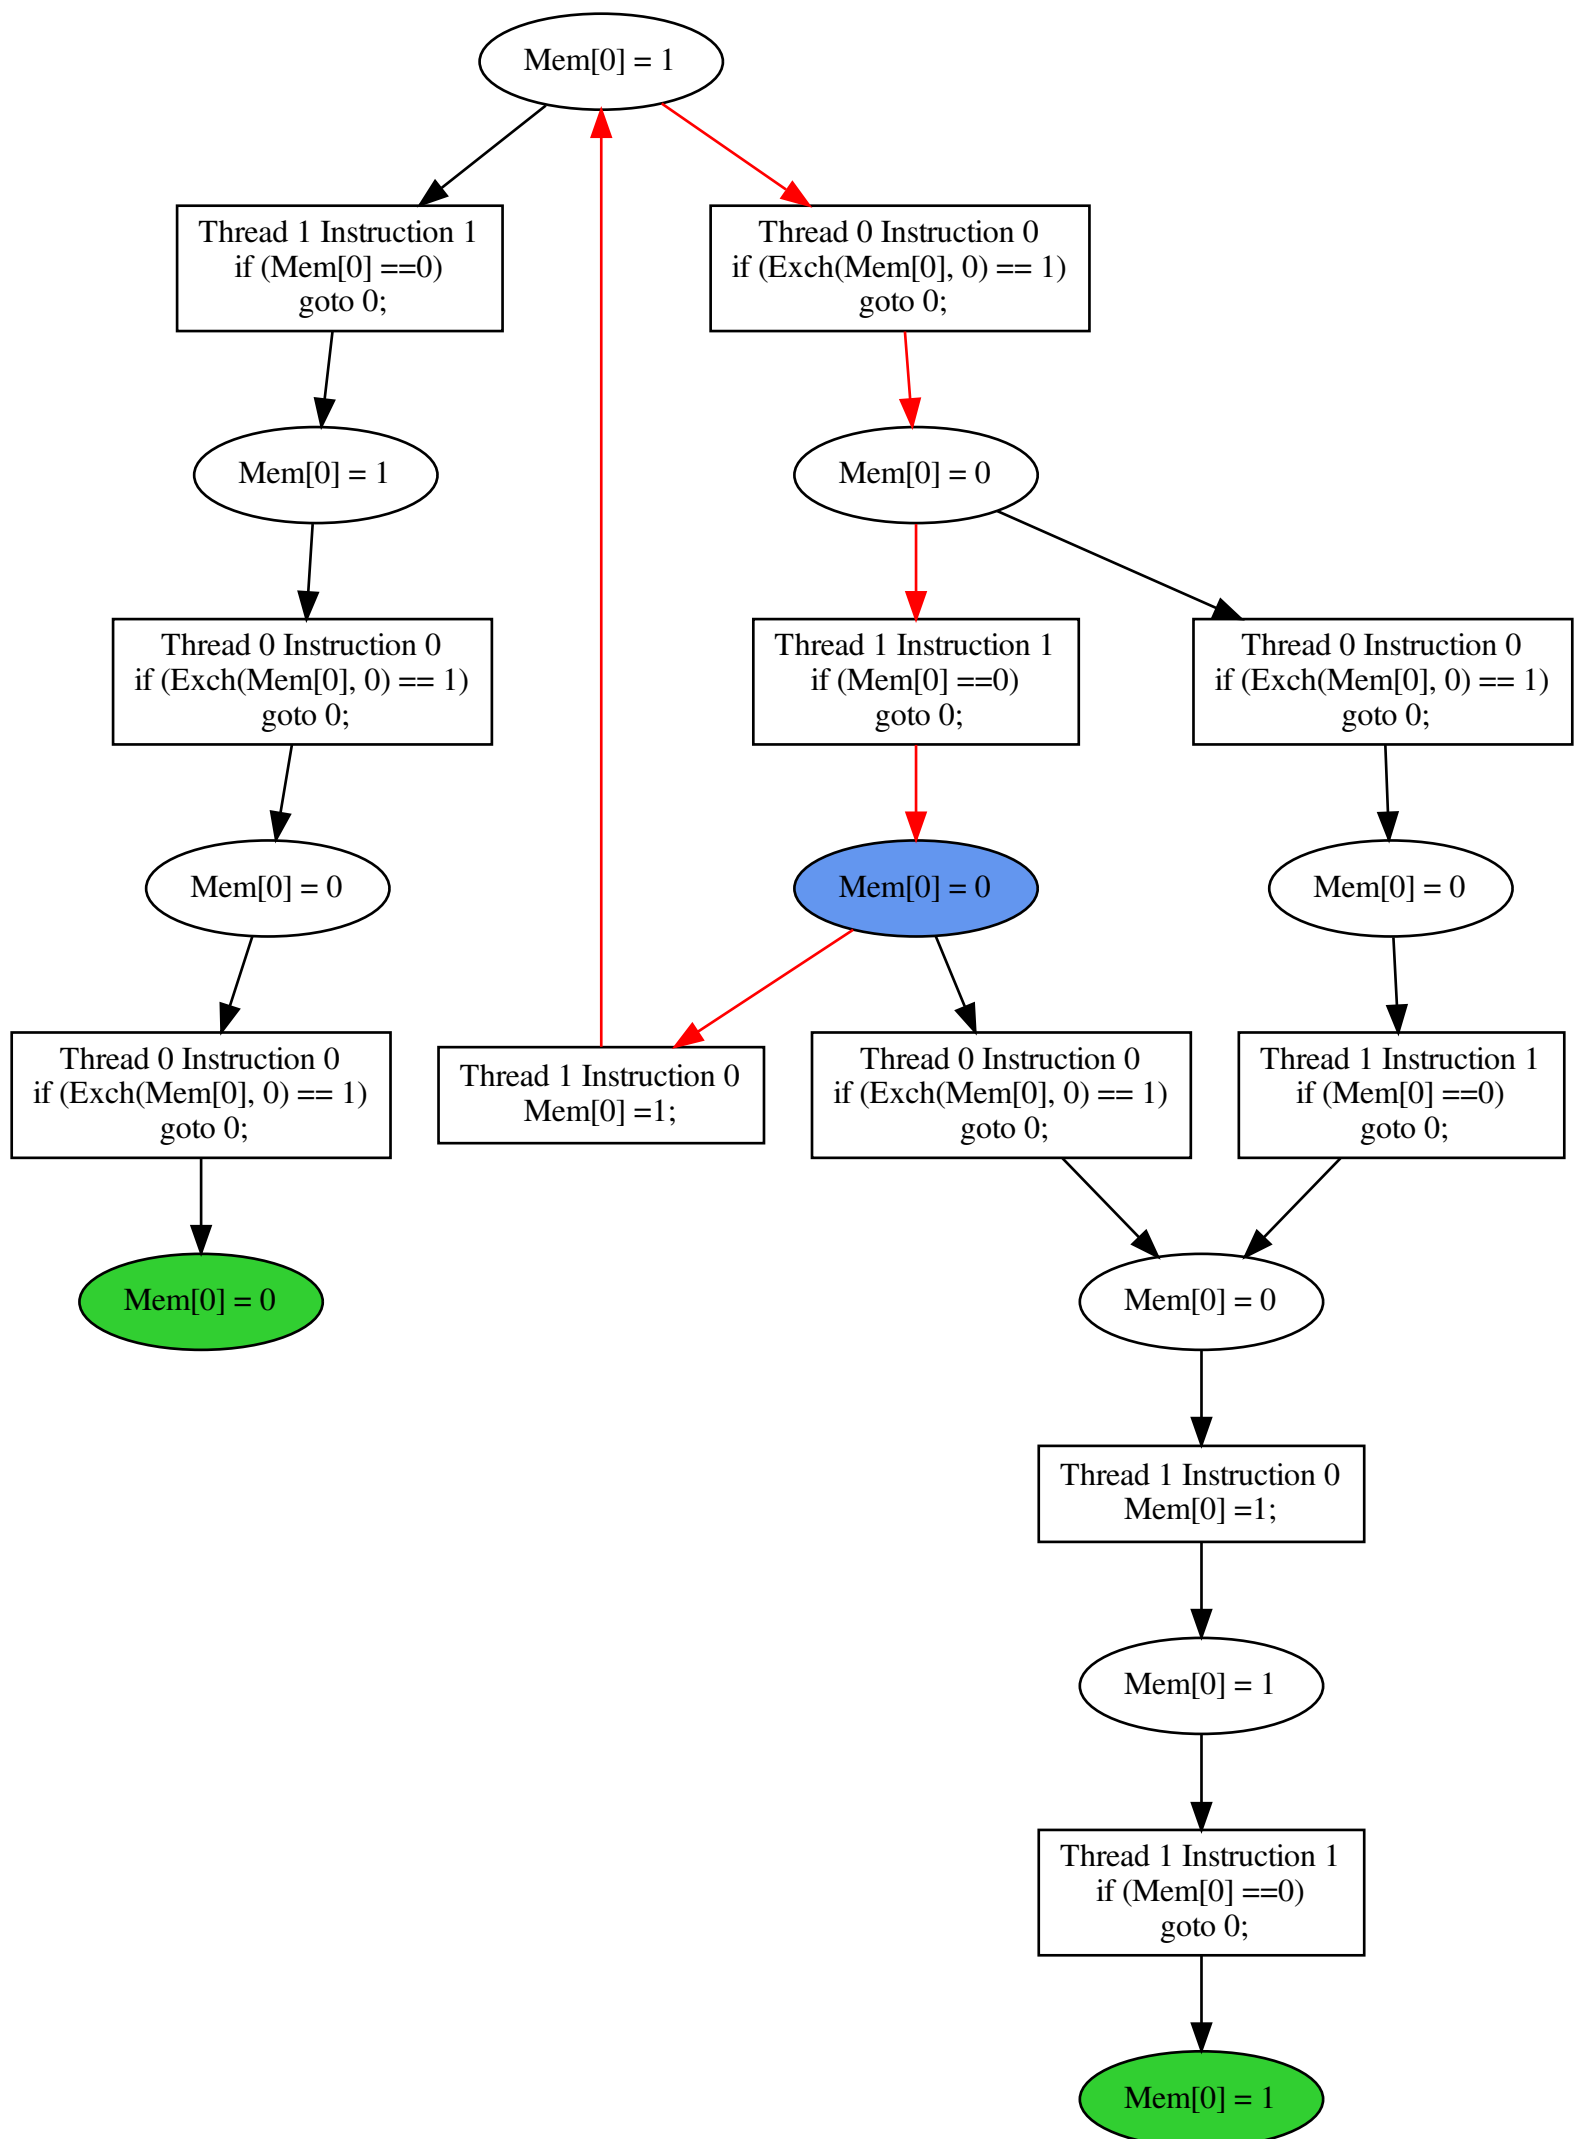 Mem[0] = 1
Thread 1 Instruction 1
if (Mem[0] ==0)
goto 0;
Thread 0 Instruction 0
if (Exch(Mem[0], 0) == 1)
goto 0;
Mem[0] = 1
Mem[0] = 0
Thread 0 Instruction 0
if (Exch(Mem[0], 0) == 1)
goto 0;
Thread 1 Instruction 1
if (Mem[0] ==0)
goto 0;
Thread 0 Instruction 0
if (Exch(Mem[0], 0) == 1)
goto 0;
Mem[0] = 0
Mem[0] = 0
Mem[0] = 0
Thread 0 Instruction 0
if (Exch(Mem[0], 0) == 1)
goto 0;
Thread 1 Instruction 0
Mem[0] =1;
Thread 0 Instruction 0
if (Exch(Mem[0], 0) == 1)
goto 0;
Thread 1 Instruction 1
if (Mem[0] ==0)
goto 0;
Mem[0] = 0
Mem[0] = 0
Thread 1 Instruction 0
Mem[0] =1;
Mem[0] = 1
Thread 1 Instruction 1
if (Mem[0] ==0)
goto 0;
Mem[0] = 1